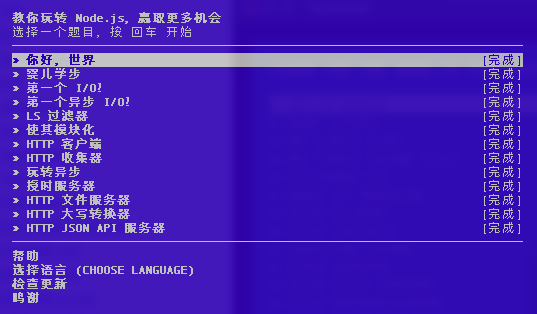 教你玩转 Node.js, 赢取更多机会
选择一个题目, 按 回车 开始
» 你好, 世界 [完成]
» 婴儿学步 [完成]
» 第一个 I/O! [完成]
» 第一个异步 I/O! [完成]
» LS 过滤器 [完成]
» 使其模块化 [完成]
» HTTP 客户端 [完成]
» HTTP 收集器 [完成]
» 玩转异步 [完成]
» 授时服务器 [完成]
» HTTP 文件服务器 [完成]
» HTTP 大写转换器 [完成]
» HTTP JSON API 服务器 [完成]
帮助
选择语言 (CHOOSE LANGUAGE)
检查更新
鸣谢